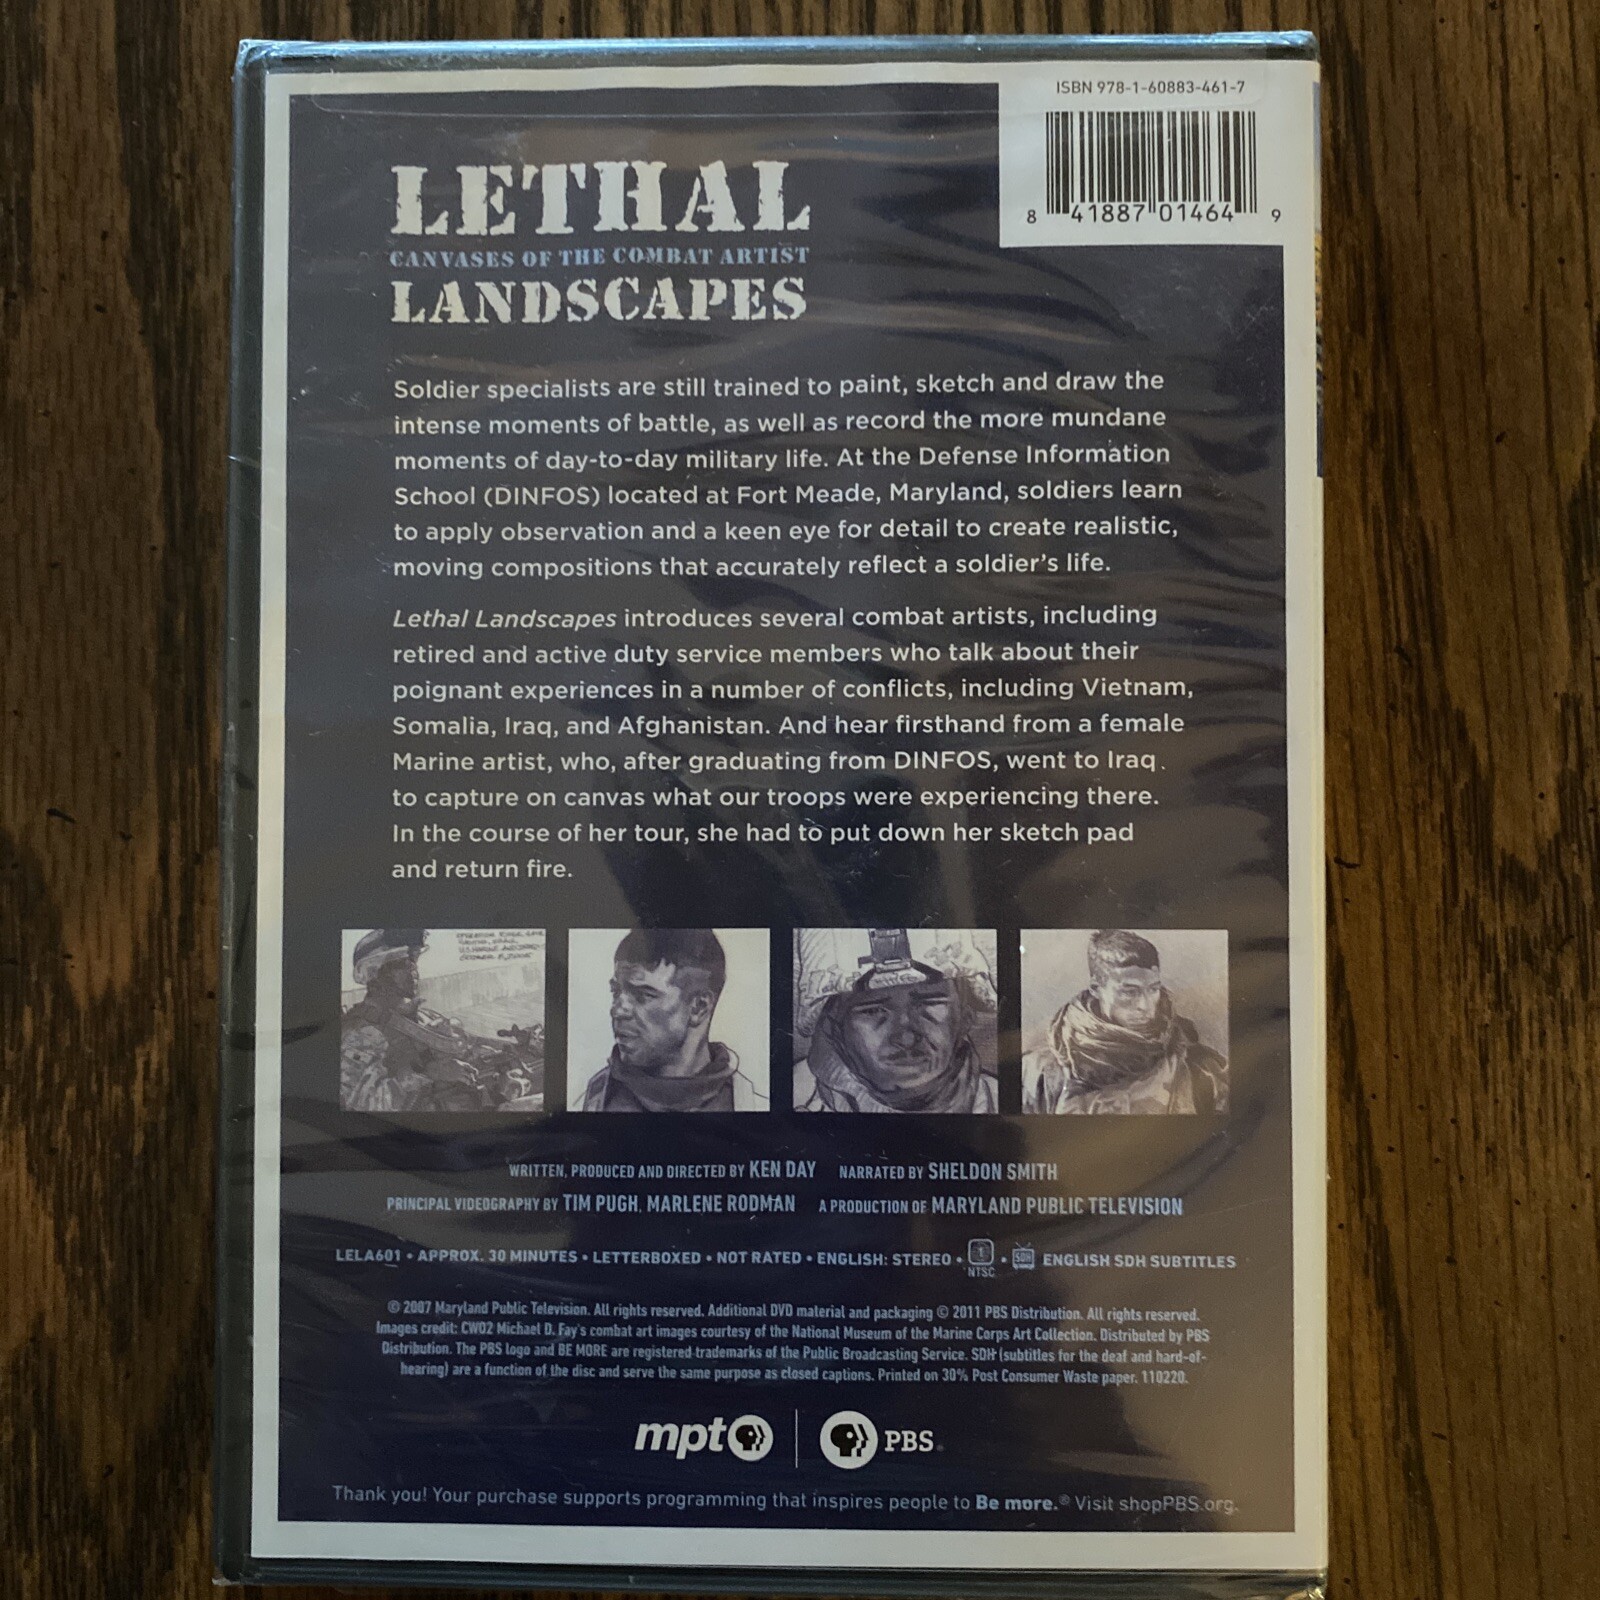 ISBN 978-1-60883-461-7
8 41887 01464 9
LETHAL
CANVASES OF THE COMBAT ARTIST
LANDSCAPES
Soldier specialists are still trained to paint, sketch and draw the
intense moments of battle, as well as record the more mundane
moments of day-to-day military life. At the Defense Information
School (DINFOS) located at Fort Meade, Maryland, soldiers learn
to apply observation and a keen eye for detail to create realistic,
moving compositions that accurately reflect a soldier's life.
Lethal Landscapes introduces several combat artists, including
retired and active duty service members who talk about their
poignant experiences in a number of conflicts, including Vietnam,
Somalia, Iraq, and Afghanistan. And hear firsthand from a female
Marine artist, who, after graduating from DINFOS, went to Iraq
to capture on canvas what our troops were experiencing there.
In the course of her tour, she had to put down her sketch pad
and return fire.
WRITTEN, PRODUCED AND DIRECTED BY KEN DAY NARRATED BY SHELDON SMITH
PRINCIPAL VIDEOGRAPHY BY TIM PUGH, MARLENE RODMAN A PRODUCTION OF MARYLAND PUBLIC TELEVISION
LELA601 • APPROX. 30 MINUTES • LETTERBOXED • NOT RATED • ENGLISH: STEREO • 1 NTSC • SDH ENGLISH SDH SUBTITLES
© 2007 Maryland Public Television. All rights reserved. Additional DVD material and packaging © 2011 PBS Distribution. All rights reserved.
Images credit: CWO2 Michael D. Fay's combat art images courtesy of the National Museum of the Marine Corps Art Collection. Distributed by PBS
Distribution. The PBS logo and BE MORE are registered trademarks of the Public Broadcasting Service. SDH (subtitles for the deaf and hard-of-
hearing) are a function of the disc and serve the same purpose as closed captions. Printed on 30% Post Consumer Waste paper. 110220.
mpt PBS
Thank you! Your purchase supports programming that inspires people to Be more.® Visit shopPBS.org.